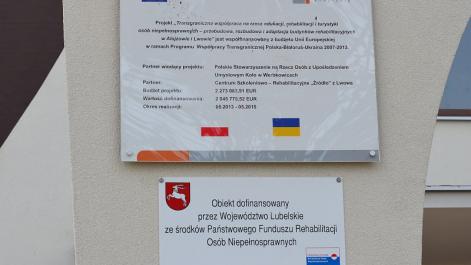 Projekt „Transgraniczna współpraca na rzecz edukacji, rehabilitacji i turystyki
osób niepełnosprawnych – przebudowa, rozbudowa i adaptacja budynków rehabilitacyjnych
w Alojzowie i Lwowie" jest współfinansowany z budżetu Unii Europejskiej
w ramach Programu Współpracy Transgranicznej Polska-Białoruś-Ukraina 2007-2013.
Partner wiodący projektu: Polskie Stowarzyszenie na Rzecz Osób z Upośledzeniem
Umysłowym Koło w Werbkowicach
Partner: Centrum Szkoleniowo – Rehabilitacyjne „Źródło" z Lwowa
Budżet projektu: 2 273 083,91 EUR
Wartość dofinansowania: 2 045 775,52 EUR
Okres realizacji: 05.2013 - 05.2015
Obiekt dofinansowany
przez Województwo Lubelskie
ze środków Państwowego Funduszu Rehabilitacji
Osób Niepełnosprawnych